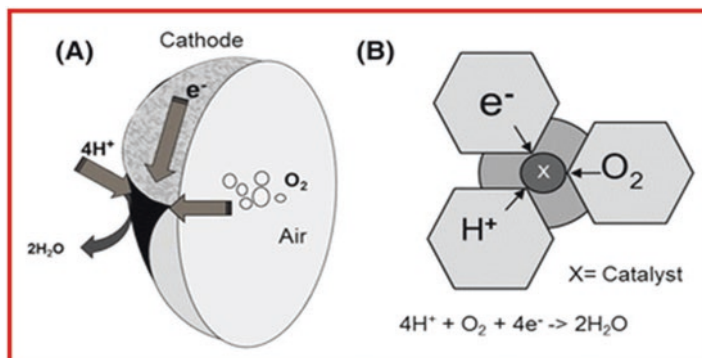 (A)
Cathode
e⁻
4H⁺
O₂
2H₂O
Air
(B)
e⁻
X
O₂
H⁺
X= Catalyst
4H⁺ + O₂ + 4e⁻ -> 2H₂O